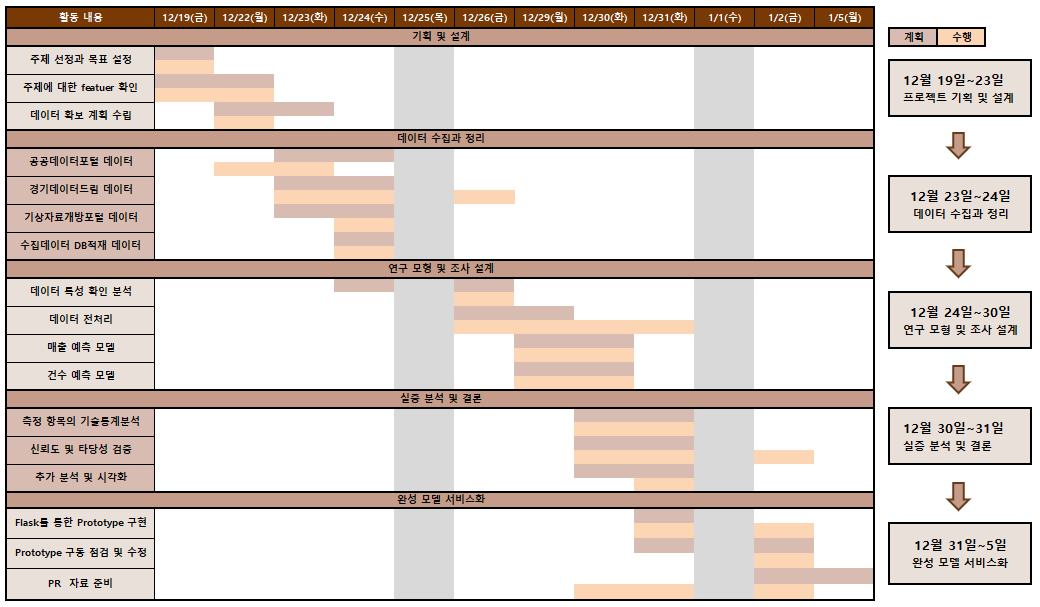 활동 내용 12/19(금) 12/22(월) 12/23(화) 12/24(수) 12/25(목) 12/26(금) 12/29(월) 12/30(화) 12/31(화) 1/1(수) 1/2(금) 1/5(월)
기획 및 설계
주제 선정과 목표 설정
주제에 대한 featuer 확인
데이터 확보 계획 수립
데이터 수집과 정리
공공데이터포털 데이터
경기데이터드림 데이터
기상자료개방포털 데이터
수집데이터 DB적재 데이터
연구 모형 및 조사 설계
데이터 특성 확인 분석
데이터 전처리
매출 예측 모델
건수 예측 모델
실증 분석 및 결론
측정 항목의 기술통계분석
신뢰도 및 타당성 검증
추가 분석 및 시각화
완성 모델 서비스화
Flask를 통한 Prototype 구현
Prototype 구동 점검 및 수정
PR 자료 준비
계획 수행
12월 19일~23일
프로젝트 기획 및 설계
12월 23일~24일
데이터 수집과 정리
12월 24일~30일
연구 모형 및 조사 설계
12월 30일~31일
실증 분석 및 결론
12월 31일~5일
완성 모델 서비스화